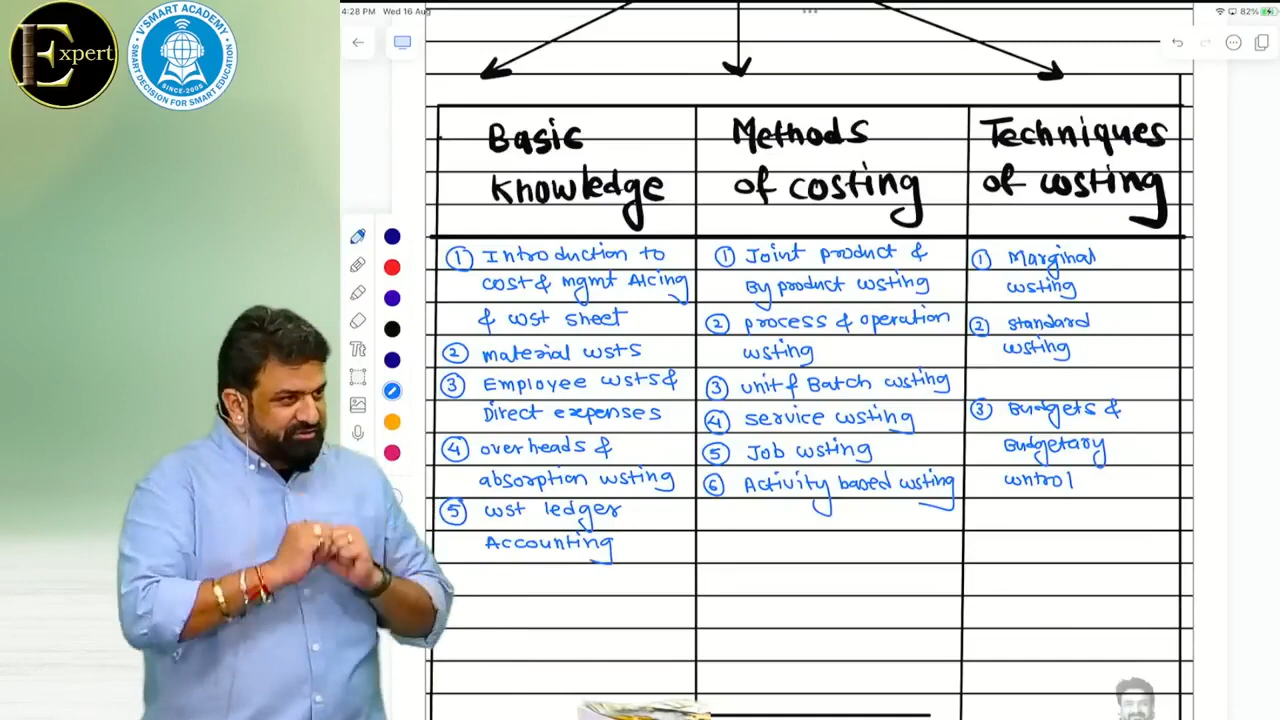 4:28 PM Wed 16 Aug
82%
Expert
V'SMART ACADEMY
SMART DECISION FOR SMART EDUCATION
SINCE-2005
Basic
Knowledge
Methods
of costing
Techniques
of costing
① Introduction to
cost & mgmt A/cing
& cost sheet
② material costs
③ Employee costs &
Direct expenses
④ overheads &
absorption costing
⑤ cost ledger
Accounting
① Joint product &
By product costing
② process & operation
costing
③ unit & Batch costing
④ service costing
⑤ Job costing
⑥ Activity based costing
① Marginal
costing
② standard
costing
③ Budgets &
Budgetary
control
Tt